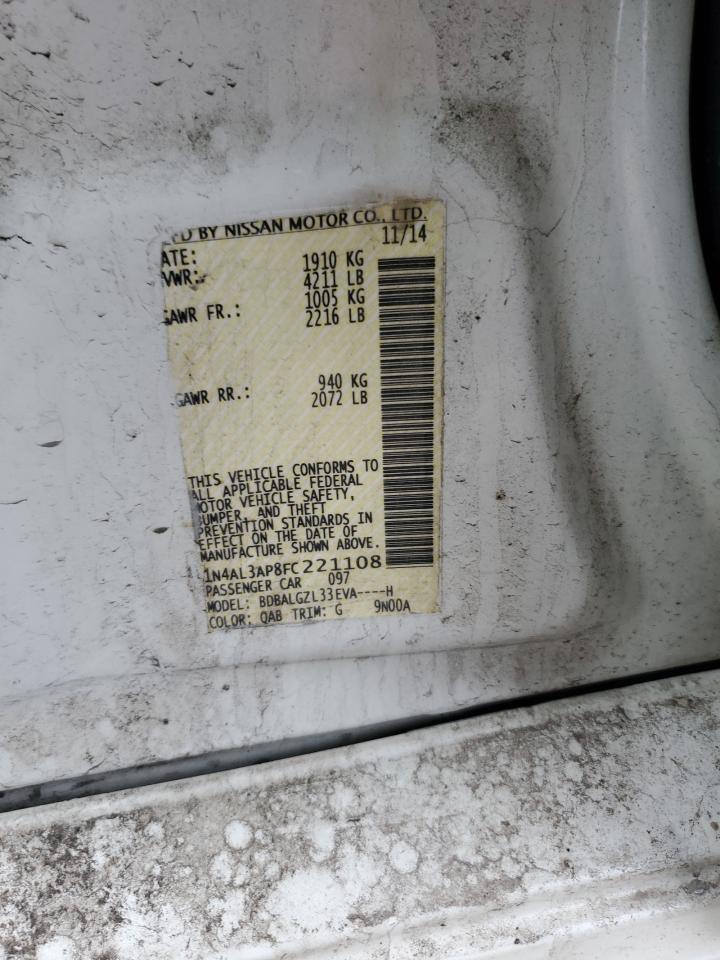 FD BY NISSAN MOTOR CO., LTD.
ATE: 11/14
VWR: 1910 KG
4211 LB
GAWR FR.: 1005 KG
2216 LB
GAWR RR.: 940 KG
2072 LB
THIS VEHICLE CONFORMS TO
ALL APPLICABLE FEDERAL
MOTOR VEHICLE SAFETY,
BUMPER, AND THEFT
PREVENTION STANDARDS IN
EFFECT ON THE DATE OF
MANUFACTURE SHOWN ABOVE.
1N4AL3AP8FC221108
PASSENGER CAR 097
MODEL: BDBALGZL33EVA----H
COLOR: QAB TRIM: G 9N00A